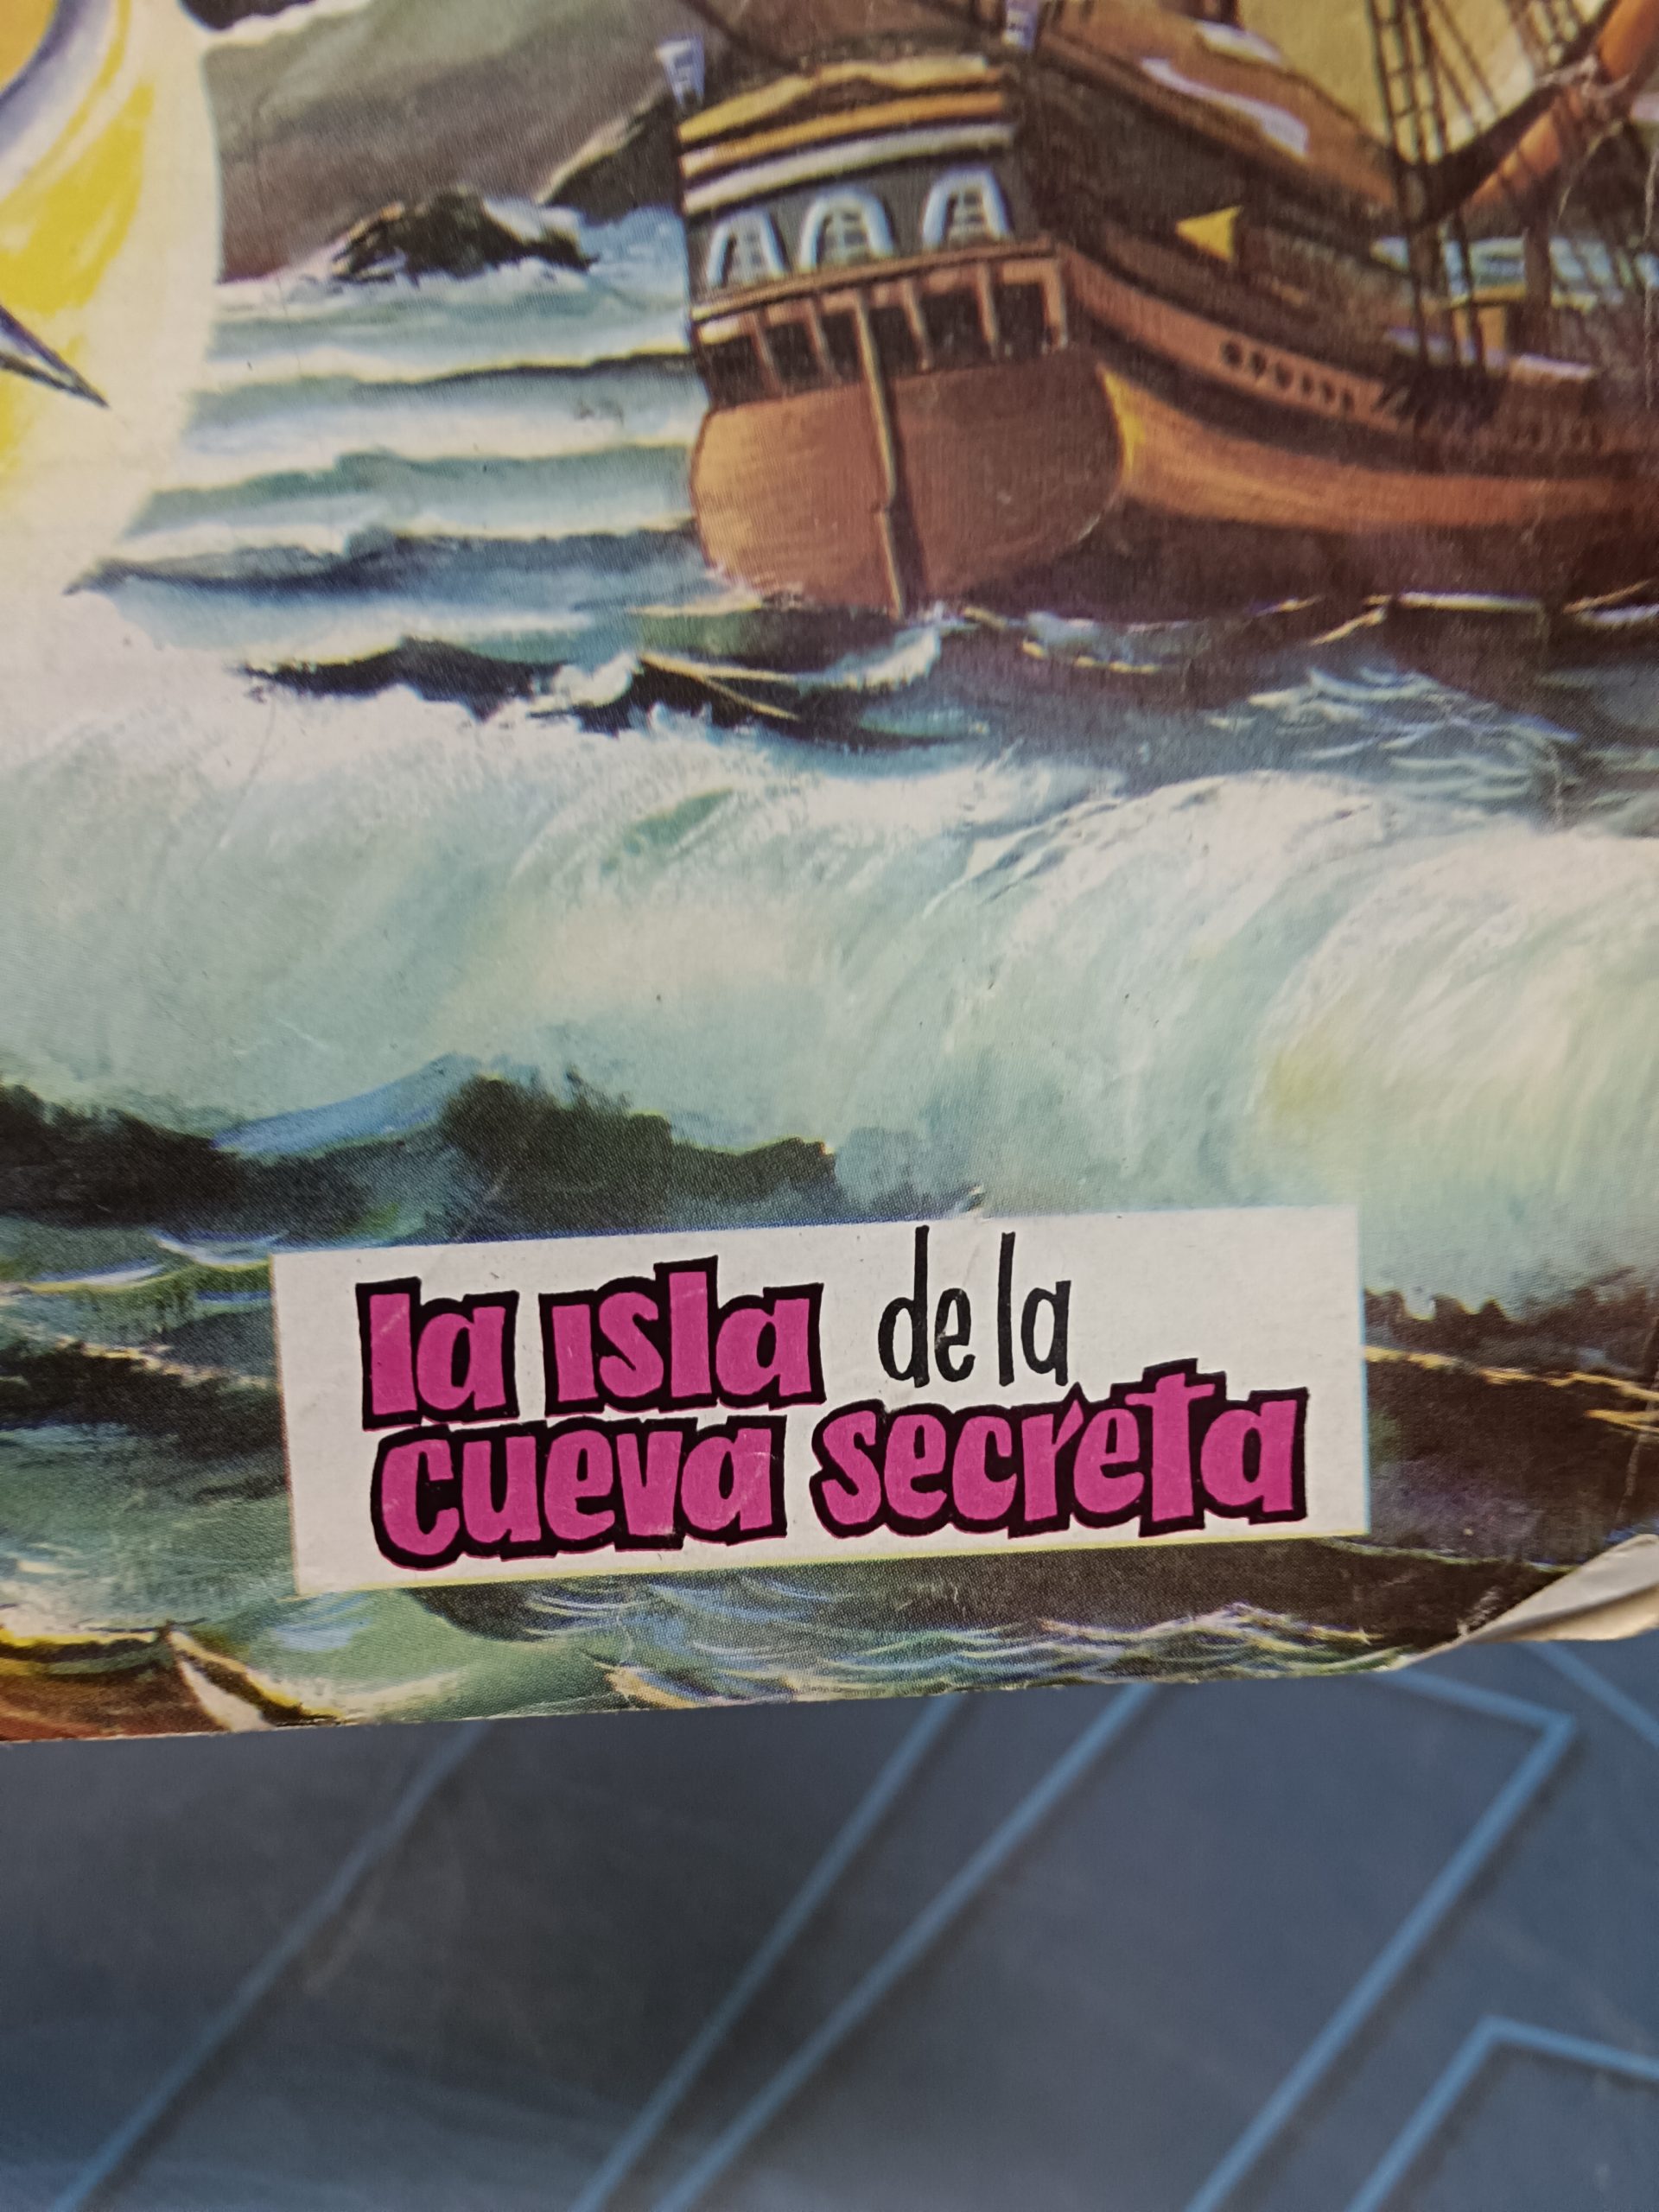 la isla de la
cueva secreta